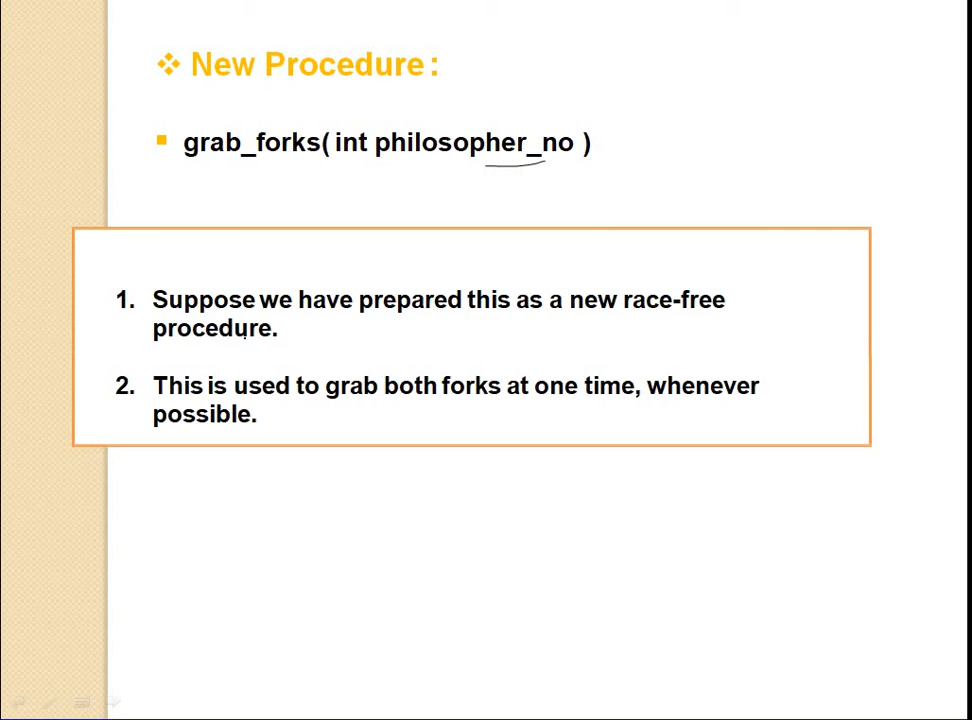 New Procedure :
grab_forks( int philosopher_no )
1. Suppose we have prepared this as a new race-free
procedure.
2. This is used to grab both forks at one time, whenever
possible.